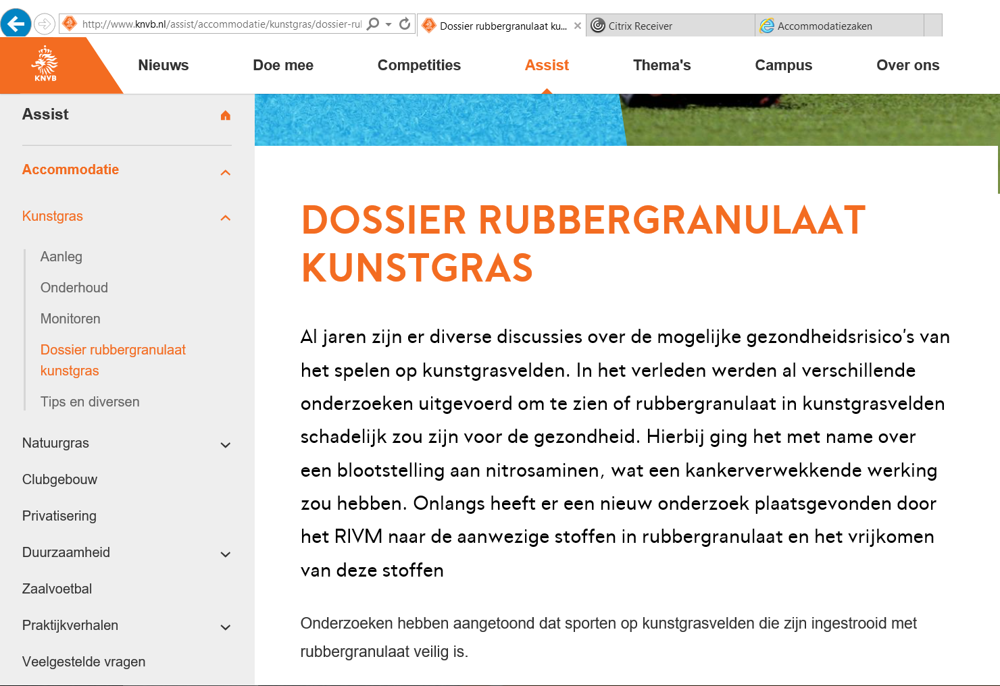 http://www.knvb.nl/assist/accommodatie/kunstgras/dossier-rul
Dossier rubbergranulaat ku...
Citrix Receiver
Accommodatiezaken
KNVB
Nieuws
Doe mee
Competities
Assist
Thema's
Campus
Over ons
Assist
Accommodatie
Kunstgras
Aanleg
Onderhoud
Monitoren
Dossier rubbergranulaat
kunstgras
Tips en diversen
Natuurgras
Clubgebouw
Privatisering
Duurzaamheid
Zaalvoetbal
Praktijkverhalen
Veelgestelde vragen
DOSSIER RUBBERGRANULAAT
KUNSTGRAS
Al jaren zijn er diverse discussies over de mogelijke gezondheidsrisico's van
het spelen op kunstgrasvelden. In het verleden werden al verschillende
onderzoeken uitgevoerd om te zien of rubbergranulaat in kunstgrasvelden
schadelijk zou zijn voor de gezondheid. Hierbij ging het met name over
een blootstelling aan nitrosaminen, wat een kankerverwekkende werking
zou hebben. Onlangs heeft er een nieuw onderzoek plaatsgevonden door
het RIVM naar de aanwezige stoffen in rubbergranulaat en het vrijkomen
van deze stoffen
Onderzoeken hebben aangetoond dat sporten op kunstgrasvelden die zijn ingestrooid met
rubbergranulaat veilig is.